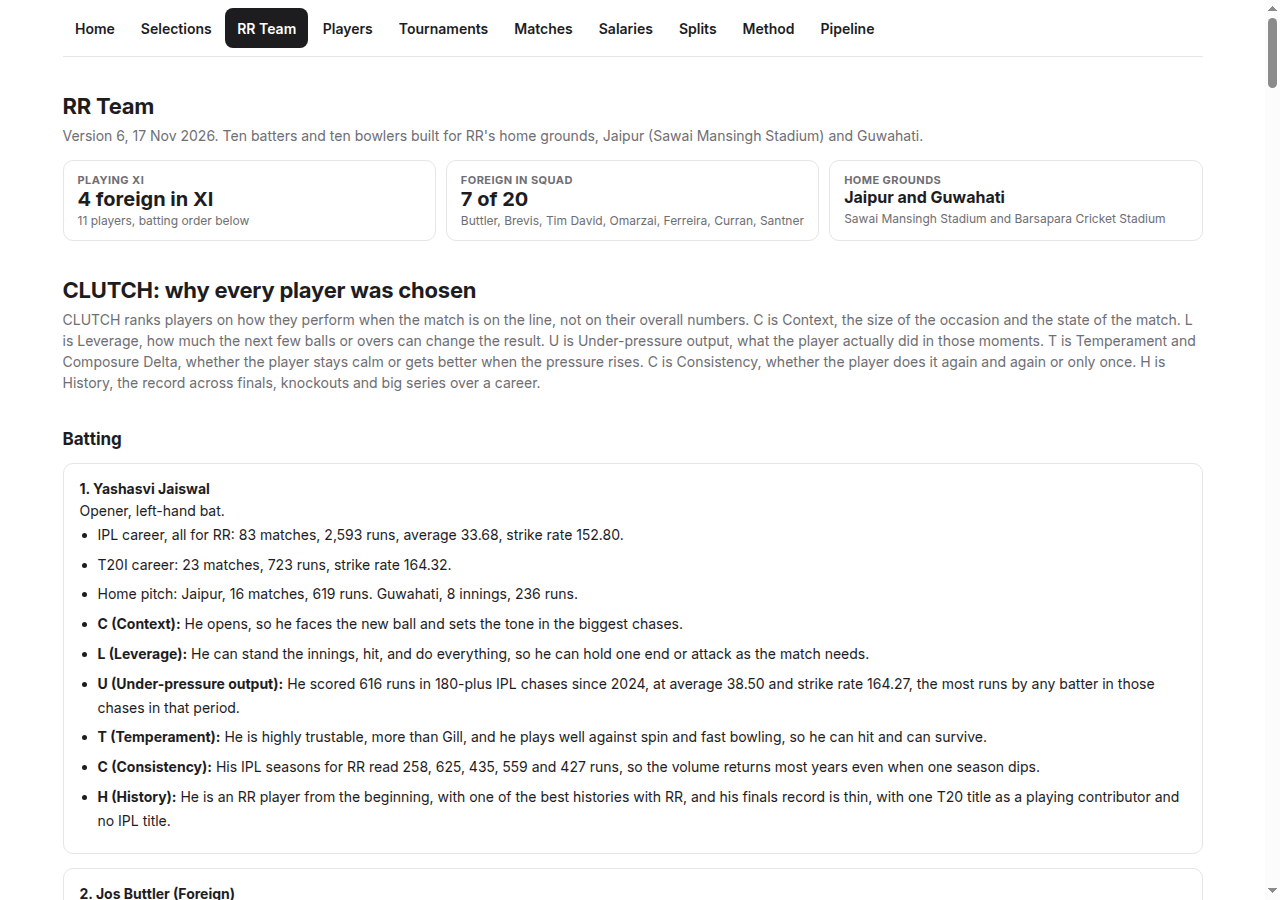 Home Selections RR Team Players Tournaments Matches Salaries Splits Method Pipeline
RR Team
Version 6, 17 Nov 2026. Ten batters and ten bowlers built for RR's home grounds, Jaipur (Sawai Mansingh Stadium) and Guwahati.
PLAYING XI
4 foreign in XI
11 players, batting order below
FOREIGN IN SQUAD
7 of 20
Buttler, Brevis, Tim David, Omarzai, Ferreira, Curran, Santner
HOME GROUNDS
Jaipur and Guwahati
Sawai Mansingh Stadium and Barsapara Cricket Stadium
CLUTCH: why every player was chosen
CLUTCH ranks players on how they perform when the match is on the line, not on their overall numbers. C is Context, the size of the occasion and the state of the match. L
is Leverage, how much the next few balls or overs can change the result. U is Under-pressure output, what the player actually did in those moments. T is Temperament and
Composure Delta, whether the player stays calm or gets better when the pressure rises. C is Consistency, whether the player does it again and again or only once. H is
History, the record across finals, knockouts and big series over a career.
Batting
1. Yashasvi Jaiswal
Opener, left-hand bat.
• IPL career, all for RR: 83 matches, 2,593 runs, average 33.68, strike rate 152.80.
• T20I career: 23 matches, 723 runs, strike rate 164.32.
• Home pitch: Jaipur, 16 matches, 619 runs. Guwahati, 8 innings, 236 runs.
• C (Context): He opens, so he faces the new ball and sets the tone in the biggest chases.
• L (Leverage): He can stand the innings, hit, and do everything, so he can hold one end or attack as the match needs.
• U (Under-pressure output): He scored 616 runs in 180-plus IPL chases since 2024, at average 38.50 and strike rate 164.27, the most runs by any batter in those
chases in that period.
• T (Temperament): He is highly trustable, more than Gill, and he plays well against spin and fast bowling, so he can hit and can survive.
• C (Consistency): His IPL seasons for RR read 258, 625, 435, 559 and 427 runs, so the volume returns most years even when one season dips.
• H (History): He is an RR player from the beginning, with one of the best histories with RR, and his finals record is thin, with one T20 title as a playing contributor and
no IPL title.
2. Jos Buttler (Foreign)